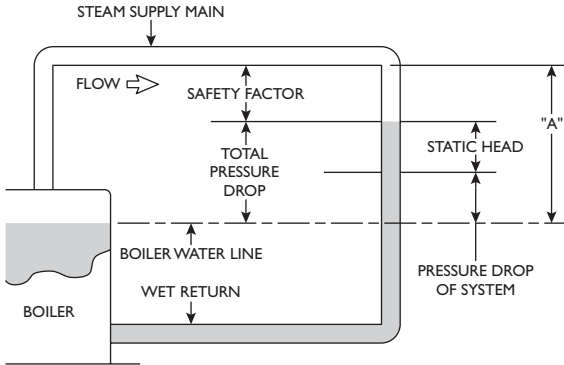 STEAM SUPPLY MAIN
FLOW
SAFETY FACTOR
"A"
TOTAL
PRESSURE
DROP
STATIC HEAD
BOILER WATER LINE
PRESSURE DROP
OF SYSTEM
WET RETURN
BOILER